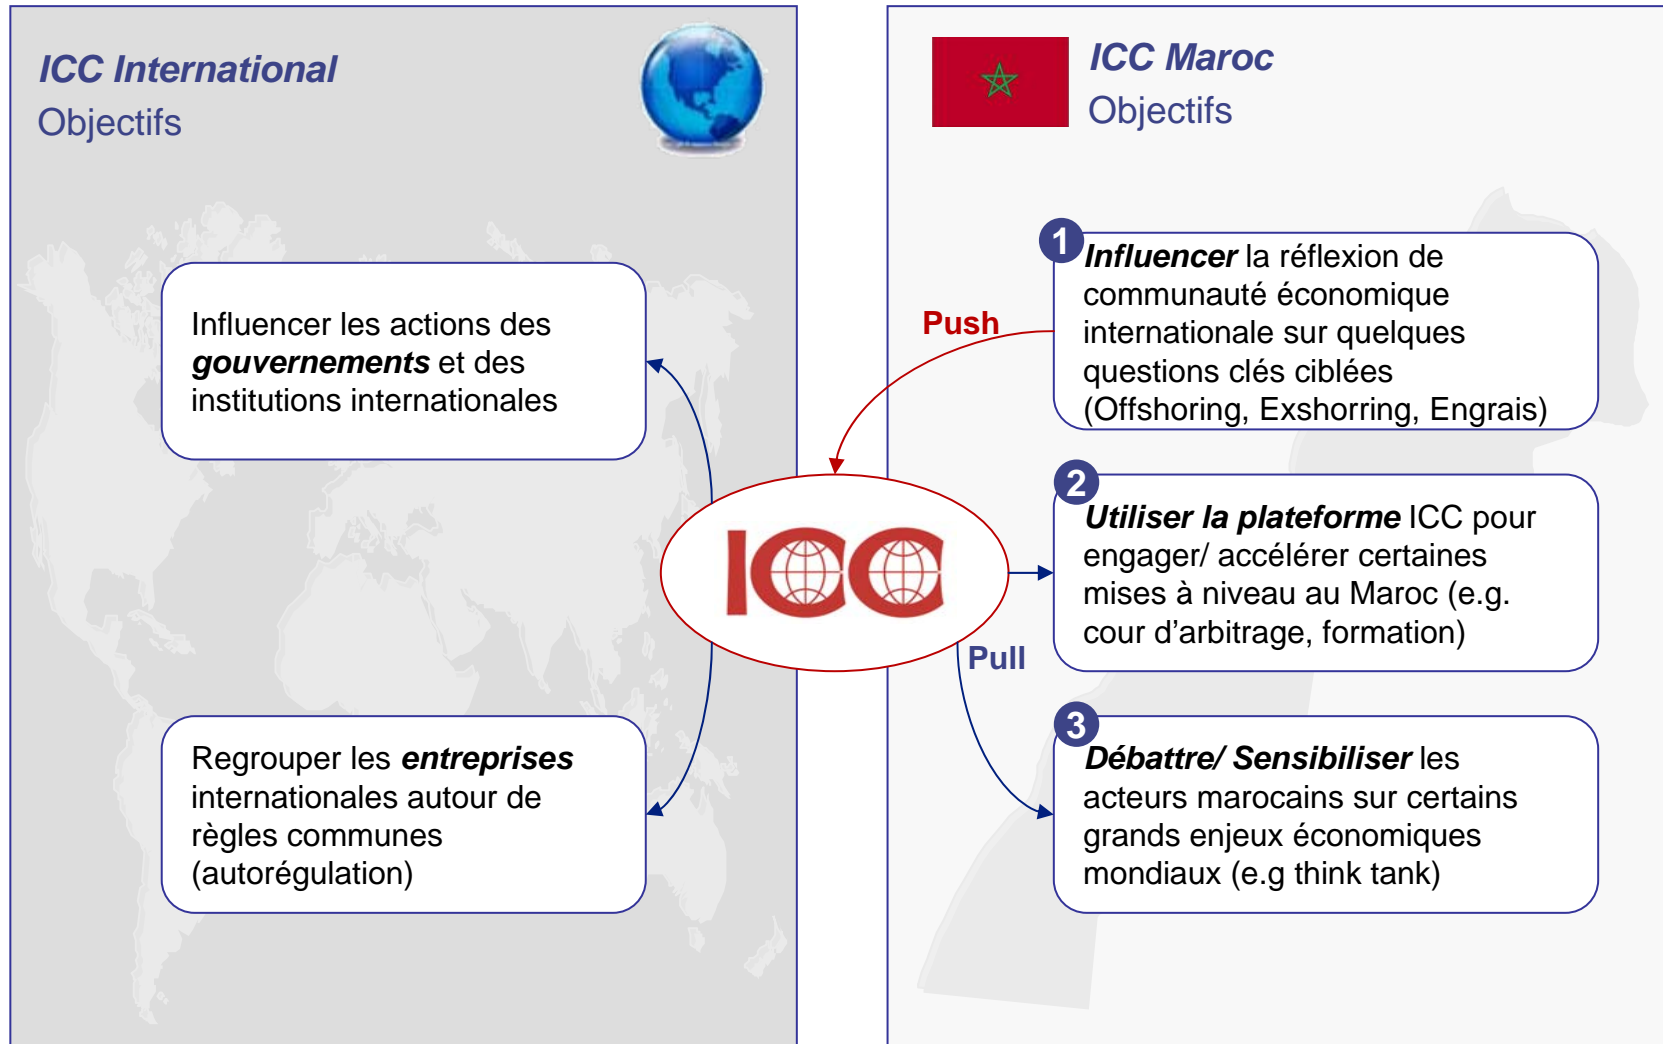 ICC International
Objectifs
Influencer les actions des
gouvernements et des
institutions internationales
Regrouper les entreprises
internationales autour de
règles communes
(autorégulation)
ICC
Push
Pull
ICC Maroc
Objectifs
1
Influencer la réflexion de
communauté économique
internationale sur quelques
questions clés ciblées
(Offshoring, Exshorring, Engrais)
2
Utiliser la plateforme ICC pour
engager/ accélérer certaines
mises à niveau au Maroc (e.g.
cour d'arbitrage, formation)
3
Débattre/ Sensibiliser les
acteurs marocains sur certains
grands enjeux économiques
mondiaux (e.g think tank)